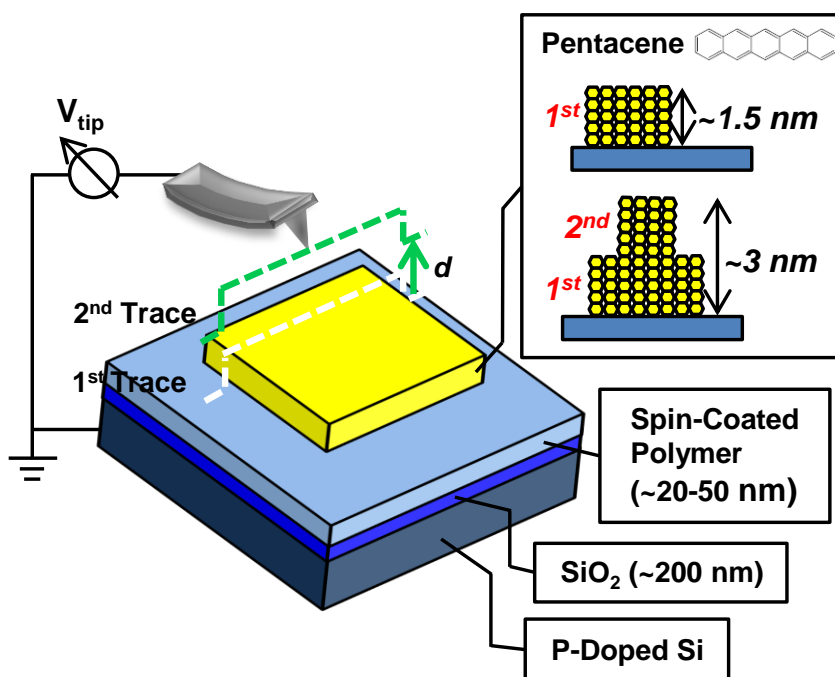 Pentacene
V_tip
1st
~1.5 nm
2nd
1st
~3 nm
d
2nd Trace
1st Trace
Spin-Coated
Polymer
(~20-50 nm)
SiO₂ (~200 nm)
P-Doped Si